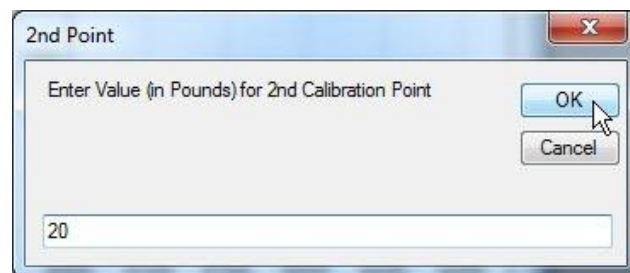 2nd Point
Enter Value (in Pounds) for 2nd Calibration Point
OK
Cancel
20